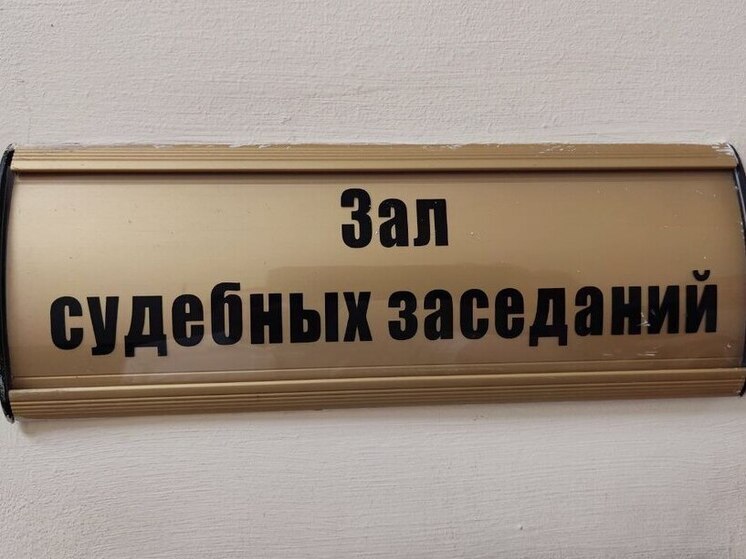 Зал
судебных заседаний